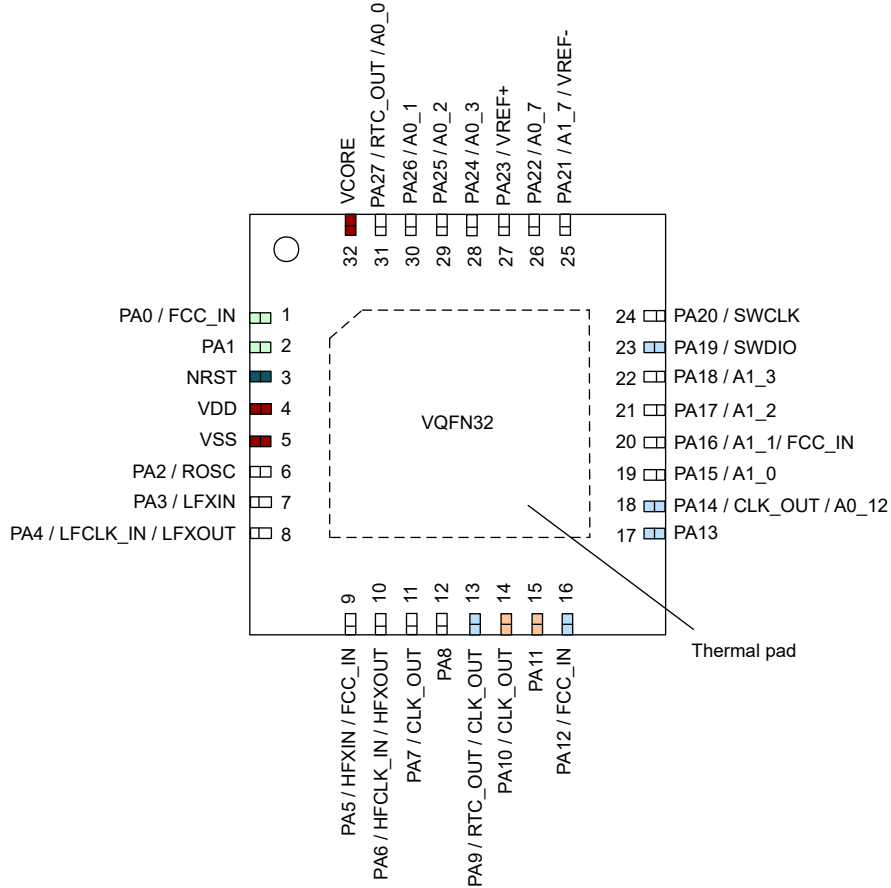 VCORE
PA27 / RTC_OUT / A0_0
PA26 / A0_1
PA25 / A0_2
PA24 / A0_3
PA23 / VREF+
PA22 / A0_7
PA21 / A1_7 / VREF-
32
31
30
29
28
27
26
25
PA0 / FCC_IN 1
PA1 2
NRST 3
VDD 4
VSS 5
PA2 / ROSC 6
PA3 / LFXIN 7
PA4 / LFCLK_IN / LFXOUT 8
VQFN32
24 PA20 / SWCLK
23 PA19 / SWDIO
22 PA18 / A1_3
21 PA17 / A1_2
20 PA16 / A1_1/ FCC_IN
19 PA15 / A1_0
18 PA14 / CLK_OUT / A0_12
17 PA13
Thermal pad
9
10
11
12
13
14
15
16
PA5 / HFXIN / FCC_IN
PA6 / HFCLK_IN / HFXOUT
PA7 / CLK_OUT
PA8
PA9 / RTC_OUT / CLK_OUT
PA10 / CLK_OUT
PA11
PA12 / FCC_IN